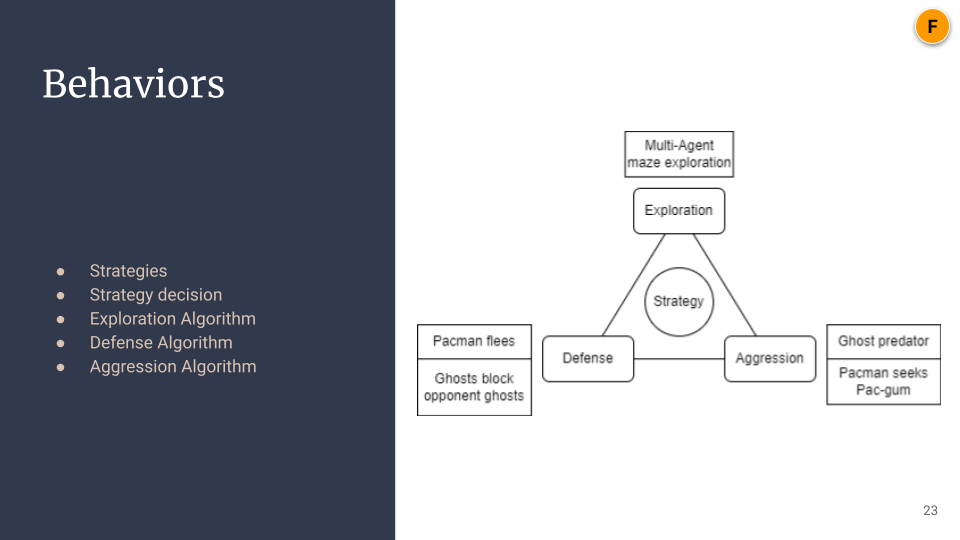 F
Behaviors
● Strategies
● Strategy decision
● Exploration Algorithm
● Defense Algorithm
● Aggression Algorithm
Multi-Agent
maze exploration
Exploration
Strategy
Pacman flees
Ghosts block
opponent ghosts
Defense
Aggression
Ghost predator
Pacman seeks
Pac-gum
23